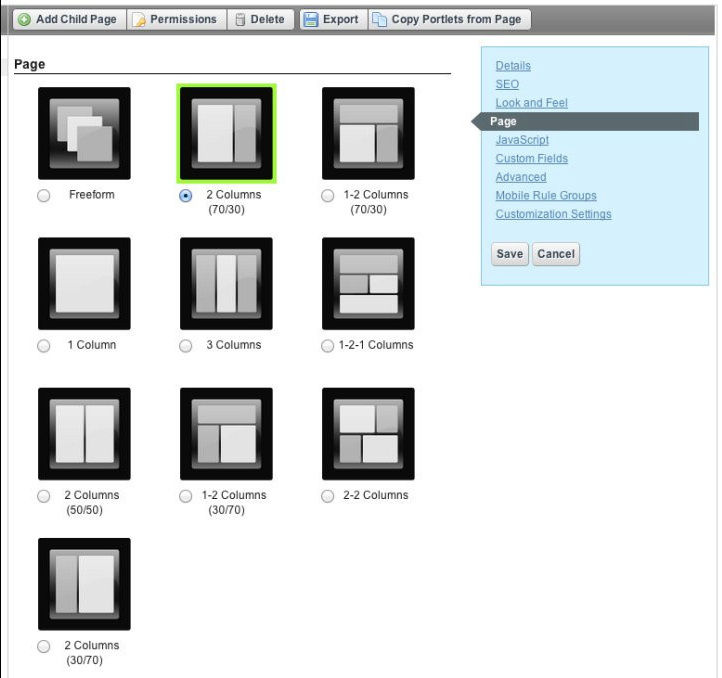 Add Child Page Permissions Delete Export Copy Portlets from Page
Page
Freeform
2 Columns
(70/30)
1-2 Columns
(70/30)
1 Column
3 Columns
1-2-1 Columns
2 Columns
(50/50)
1-2 Columns
(30/70)
2-2 Columns
2 Columns
(30/70)
Details
SEO
Look and Feel
Page
JavaScript
Custom Fields
Advanced
Mobile Rule Groups
Customization Settings
Save Cancel